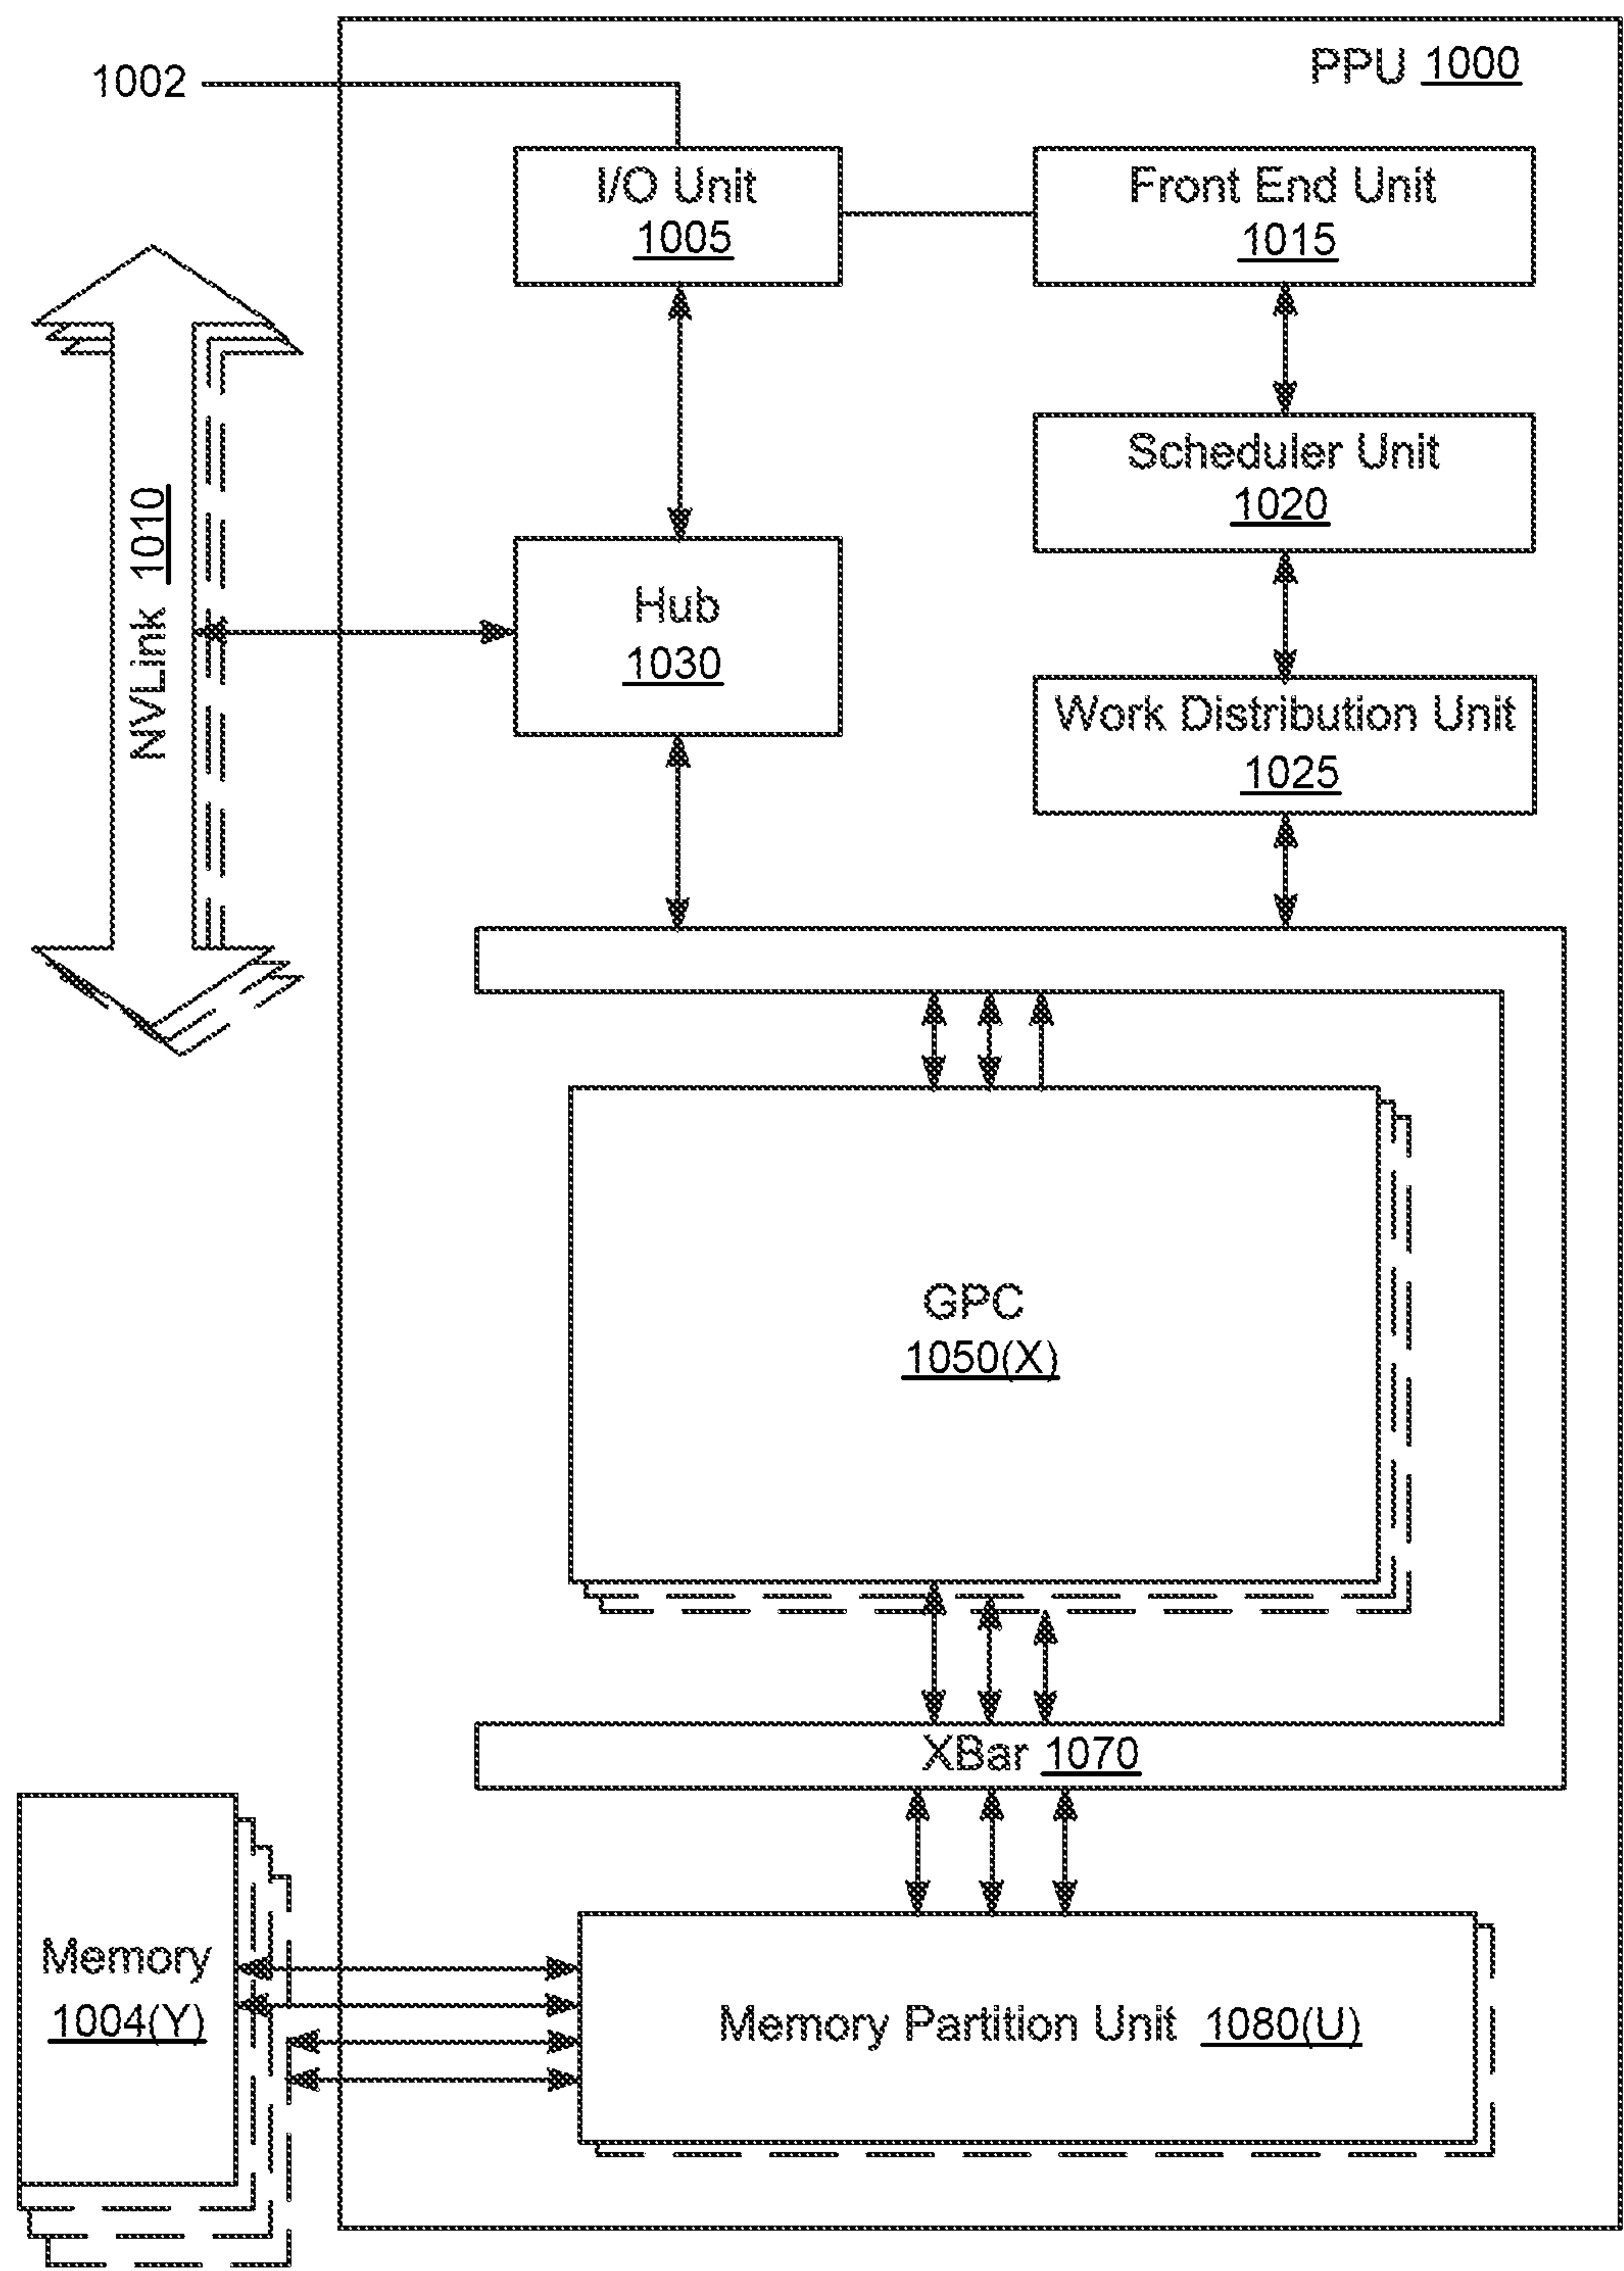 PPU 1000
1002
I/O Unit
1005
Front End Unit
1015
Scheduler Unit
1020
NVLink 1010
Hub
1030
Work Distribution Unit
1025
GPC
1050(X)
XBar 1070
Memory
1004(Y)
Memory Partition Unit 1080(U)